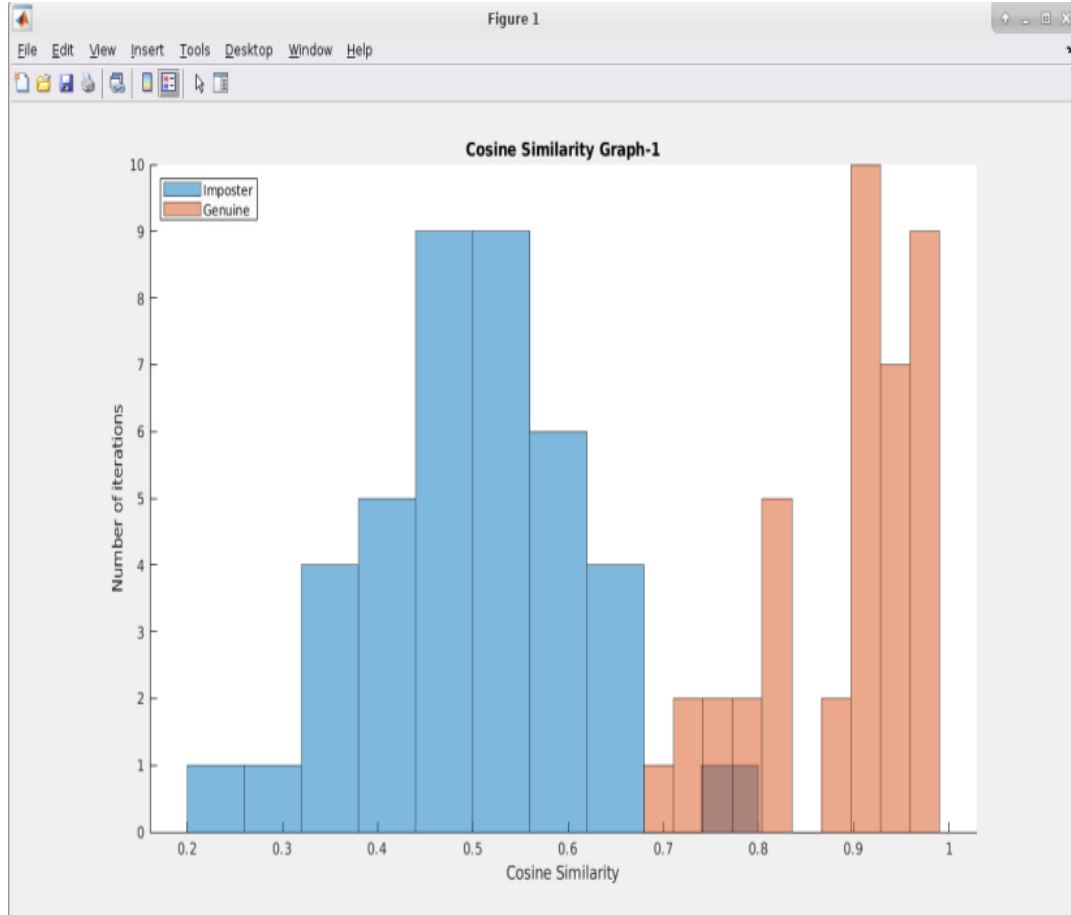 Figure 1
File Edit View Insert Tools Desktop Window Help
Cosine Similarity Graph-1
Imposter
Genuine
10
9
8
7
6
5
4
3
2
1
0
Number of iterations
0.2 0.3 0.4 0.5 0.6 0.7 0.8 0.9 1
Cosine Similarity